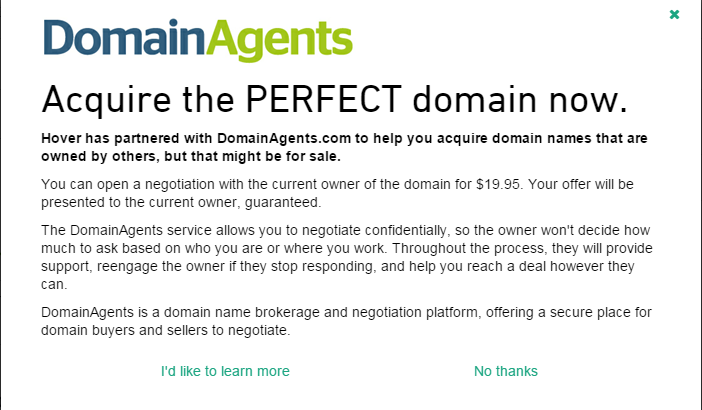 DomainAgents
Acquire the PERFECT domain now.
Hover has partnered with DomainAgents.com to help you acquire domain names that are
owned by others, but that might be for sale.
You can open a negotiation with the current owner of the domain for $19.95. Your offer will be
presented to the current owner, guaranteed.
The DomainAgents service allows you to negotiate confidentially, so the owner won't decide how
much to ask based on who you are or where you work. Throughout the process, they will provide
support, reengage the owner if they stop responding, and help you reach a deal however they
can.
DomainAgents is a domain name brokerage and negotiation platform, offering a secure place for
domain buyers and sellers to negotiate.
I'd like to learn more
No thanks